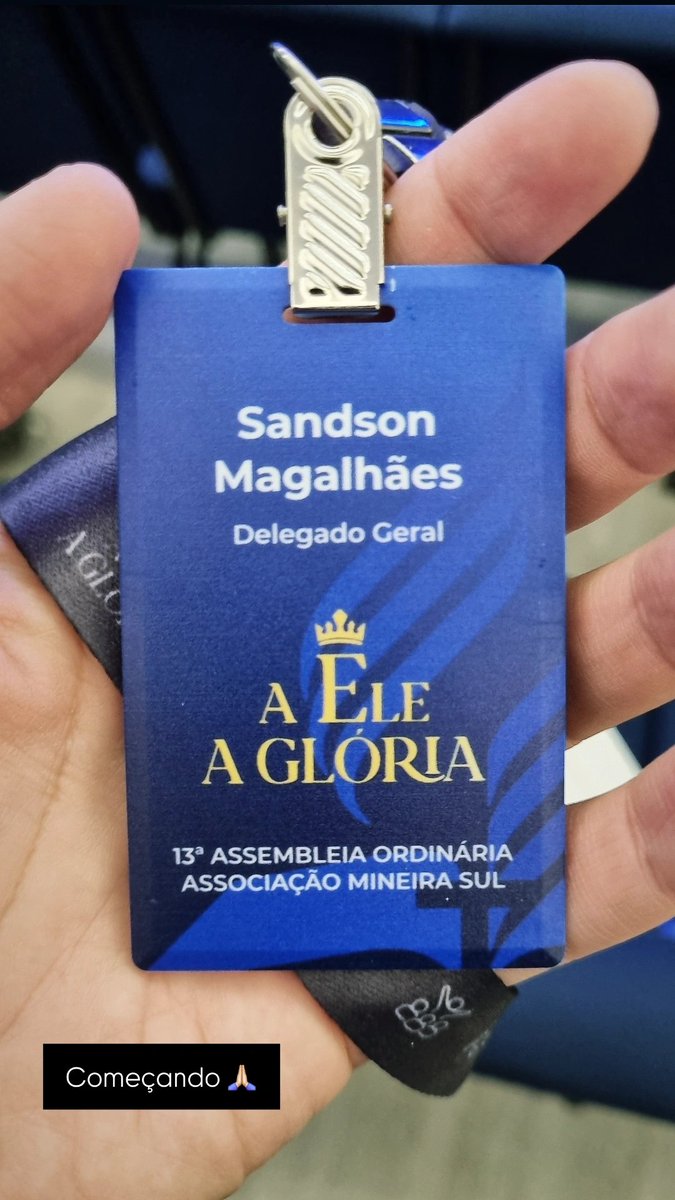 Sandson
Magalhães
Delegado Geral
A ELE
A GLÓRIA
13ª ASSEMBLEIA ORDINÁRIA
ASSOCIAÇÃO MINEIRA SUL
Começando 🙏🏻